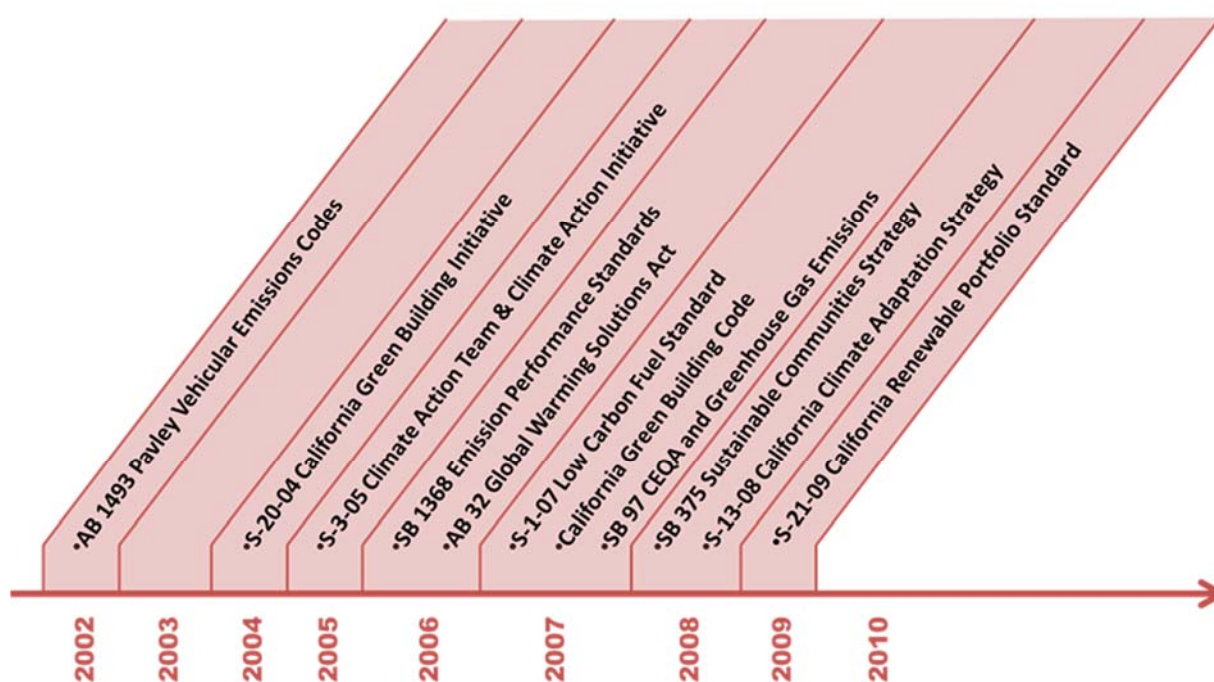 •AB 1493 Pavley Vehicular Emissions Codes
•S-20-04 California Green Building Initiative
•S-3-05 Climate Action Team & Climate Action Initiative
•SB 1368 Emission Performance Standards
•AB 32 Global Warming Solutions Act
•S-1-07 Low Carbon Fuel Standard
•California Green Building Code
•SB 97 CEQA and Greenhouse Gas Emissions
•SB 375 Sustainable Communities Strategy
•S-13-08 California Climate Adaptation Strategy
•S-21-09 California Renewable Portfolio Standard
2002
2003
2004
2005
2006
2007
2008
2009
2010